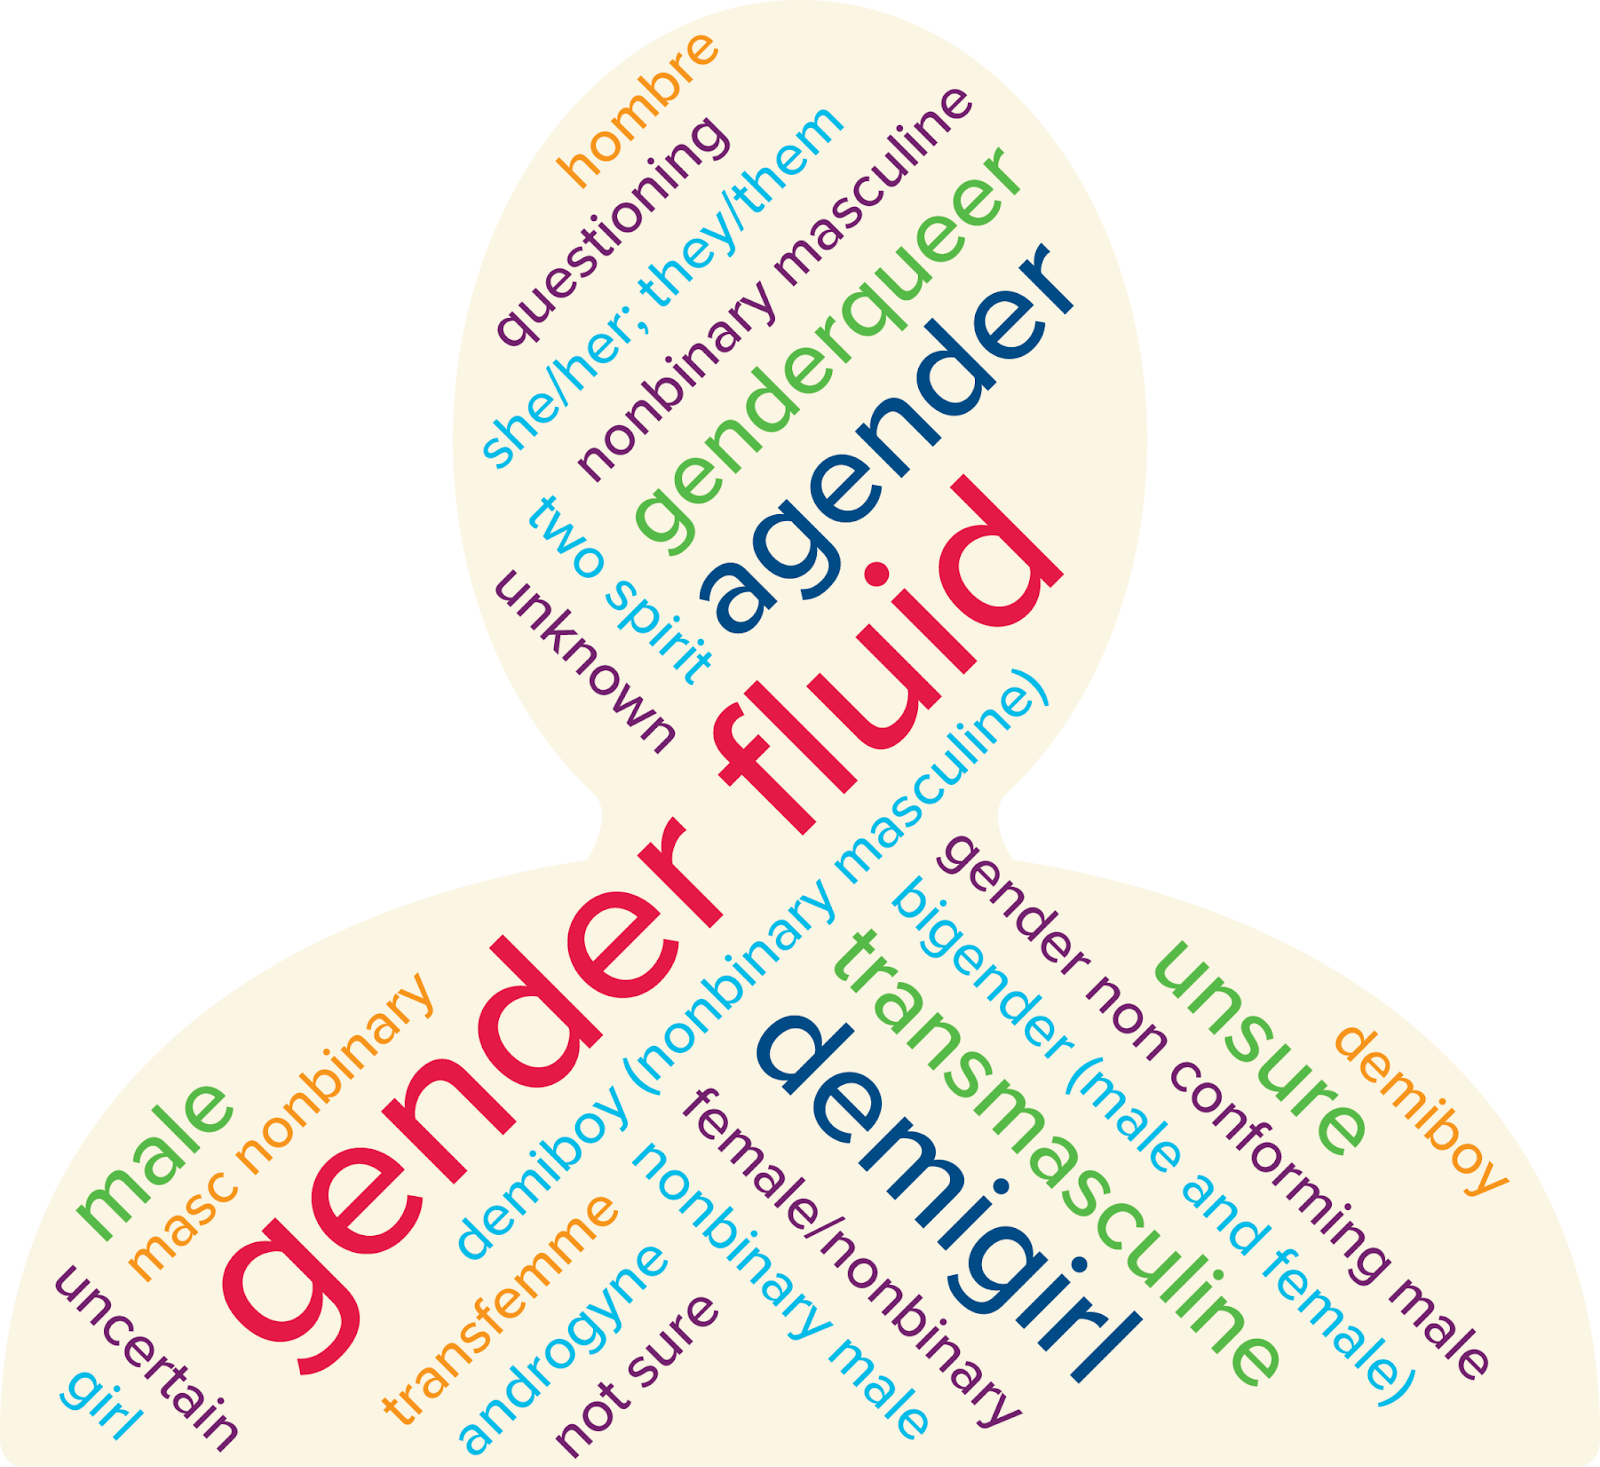 hombre
questioning
she/her; they/them
nonbinary masculine
genderqueer
agender
two spirit
unknown
gender fluid
demiboy (nonbinary masculine)
gender non conforming male
bigender (male and female)
transmasculine
unsure
demiboy
demigirl
female/nonbinary
nonbinary male
male
masc nonbinary
uncertain
girl
transfemme
androgyne
not sure